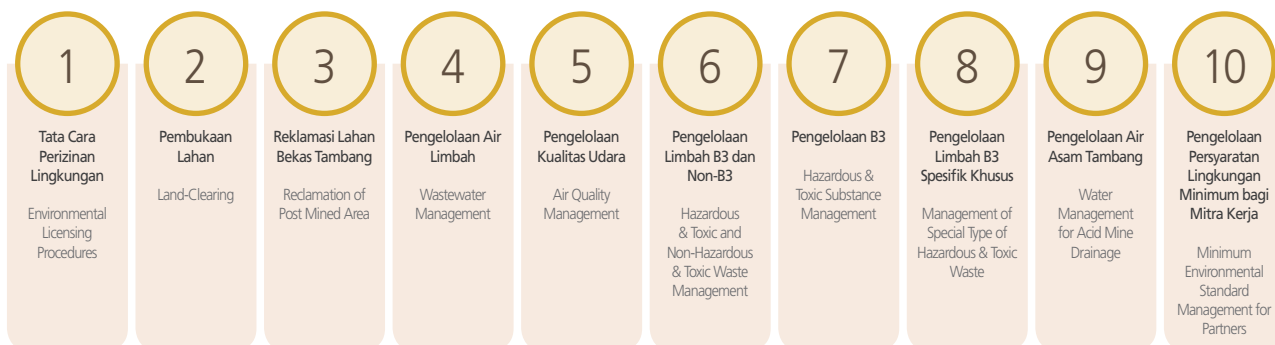 1
Tata Cara
Perizinan
Lingkungan
Environmental
Licensing
Procedures
2
Pembukaan
Lahan
Land-Clearing
3
Reklamasi Lahan
Bekas Tambang
Reclamation of
Post Mined Area
4
Pengelolaan Air
Limbah
Wastewater
Management
5
Pengelolaan
Kualitas Udara
Air Quality
Management
6
Pengelolaan
Limbah B3 dan
Non-B3
Hazardous
& Toxic and
Non-Hazardous
& Toxic Waste
Management
7
Pengelolaan B3
Hazardous &
Toxic Substance
Management
8
Pengelolaan
Limbah B3
Spesifik Khusus
Management of
Special Type of
Hazardous & Toxic
Waste
9
Pengelolaan Air
Asam Tambang
Water
Management
for Acid Mine
Drainage
10
Pengelolaan
Persyaratan
Lingkungan
Minimum bagi
Mitra Kerja
Minimum
Environmental
Standard
Management for
Partners